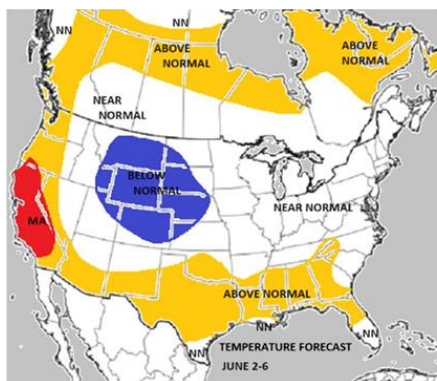 NN
NN
ABOVE
NORMAL
ABOVE
NORMAL
NEAR
NORMAL
BELOW
NORMAL
NEAR NORMAL
MA
ABOVE NORMAL
NN
NN
NN
TEMPERATURE FORECAST
JUNE 2-6